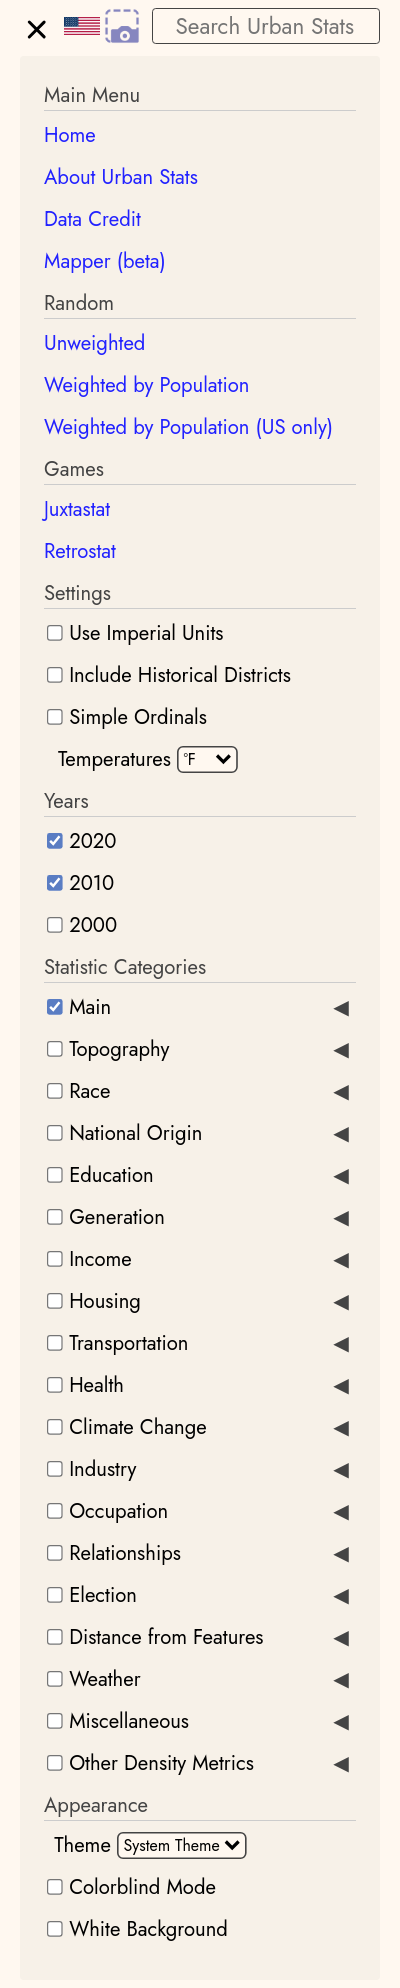 Search Urban Stats
Main Menu
Home
About Urban Stats
Data Credit
Mapper (beta)
Random
Unweighted
Weighted by Population
Weighted by Population (US only)
Games
Juxtastat
Retrostat
Settings
Use Imperial Units
Include Historical Districts
Simple Ordinals
Temperatures °F
Years
2020
2010
2000
Statistic Categories
Main
Topography
Race
National Origin
Education
Generation
Income
Housing
Transportation
Health
Climate Change
Industry
Occupation
Relationships
Election
Distance from Features
Weather
Miscellaneous
Other Density Metrics
Appearance
Theme System Theme
Colorblind Mode
White Background